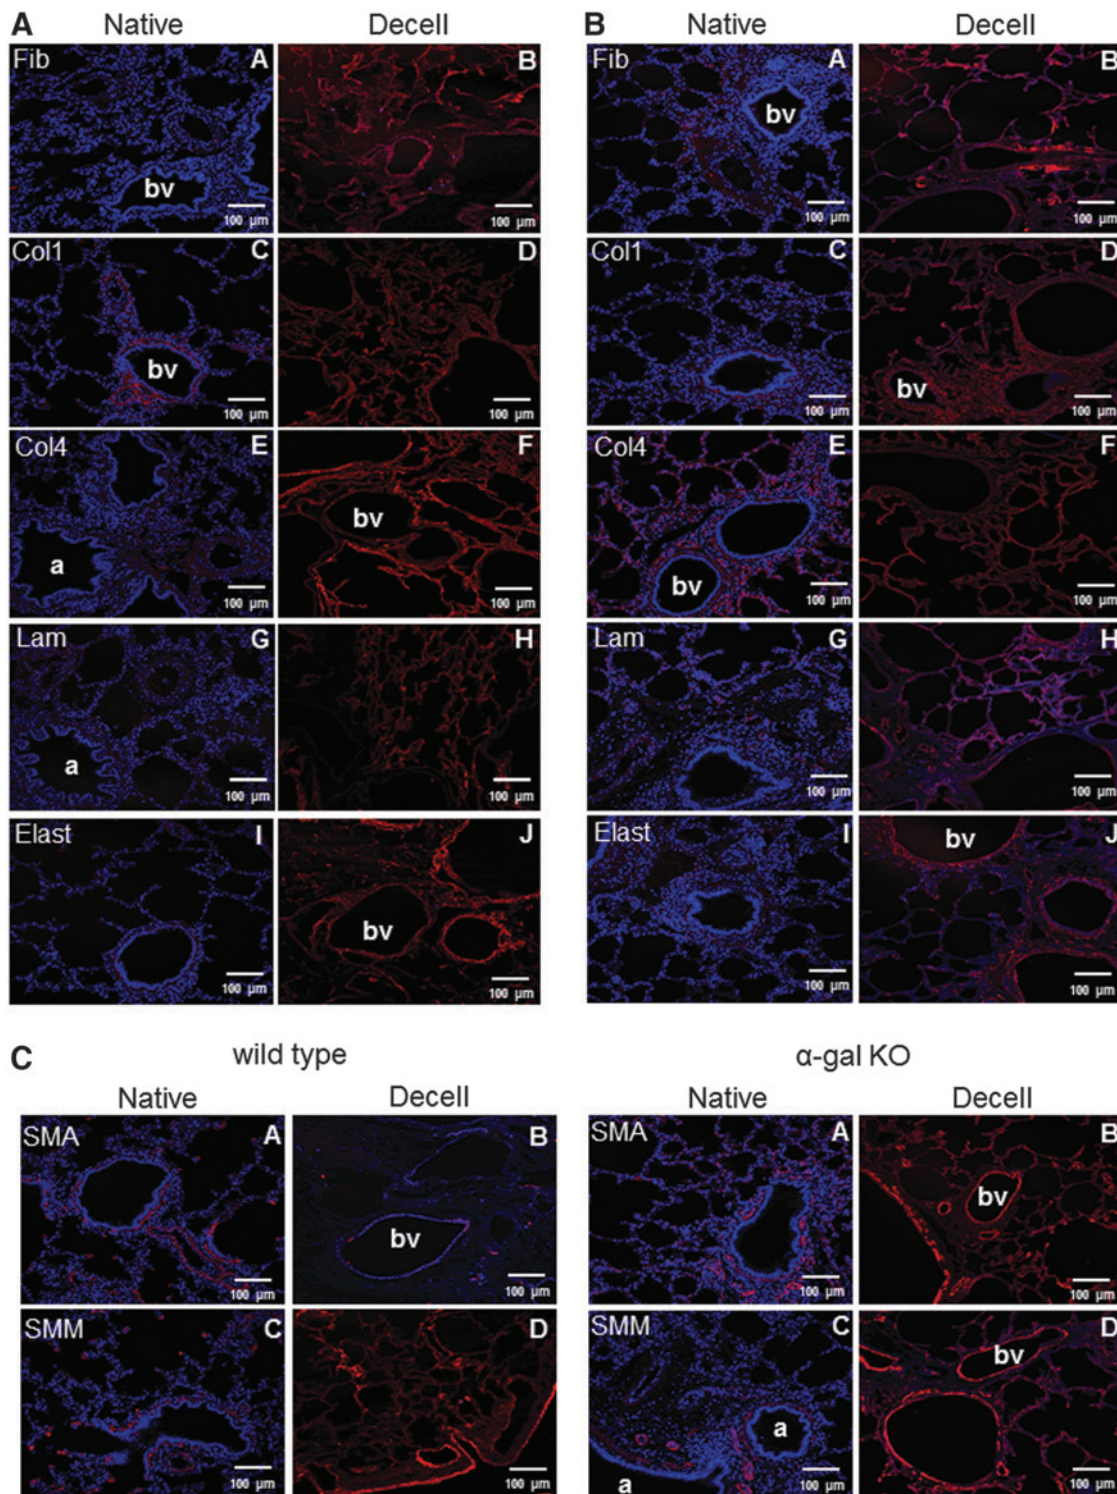 A Native Decell
Fib A B
bv
100 µm 100 µm
Col1 C D
bv
100 µm 100 µm
Col4 E F
bv
a
100 µm 100 µm
Lam G H
a
100 µm 100 µm
Elast I J
bv
100 µm 100 µm
B Native Decell
Fib A B
bv
100 µm 100 µm
Col1 C D
bv
100 µm 100 µm
Col4 E F
bv
100 µm 100 µm
Lam G H
100 µm 100 µm
Elast I J
bv
100 µm 100 µm
C wild type
Native Decell
SMA A B
bv
100 µm 100 µm
SMM C D
100 µm 100 µm
α-gal KO
Native Decell
SMA A B
bv
100 µm 100 µm
SMM C D
bv
a
100 µm 100 µm
a